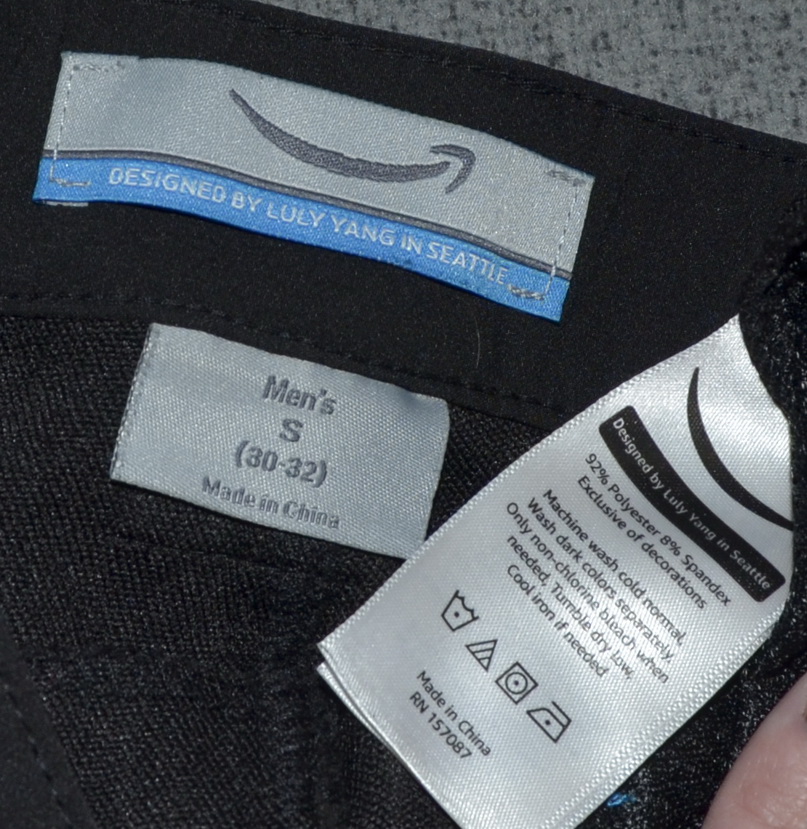 DESIGNED BY LULY YANG IN SEATTLE
Men's
S
(30-32)
Made in China
Designed by Luly Yang in Seattle
92% Polyester 8% Spandex
Exclusive of decorations
Machine wash cold normal,
Wash dark colors separately,
Only non-chlorine bleach when
needed, Tumble dry low,
Cool iron if needed
Made in China
RN 157087